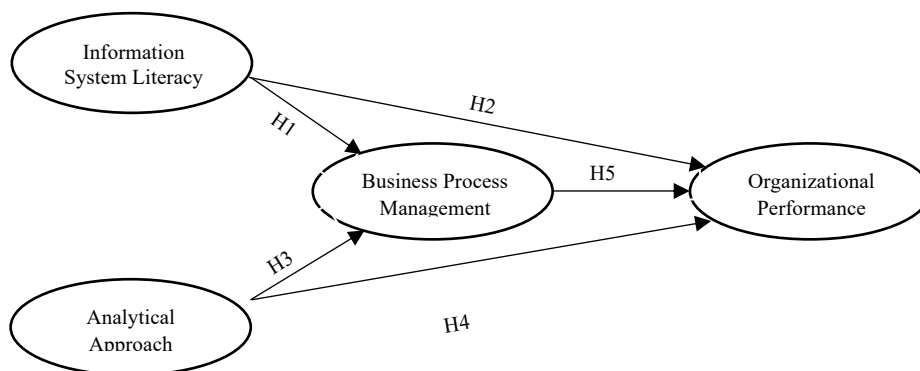 Information
System Literacy
H1
H2
Business Process
Management
H5
Organizational
Performance
H3
H4
Analytical
Approach